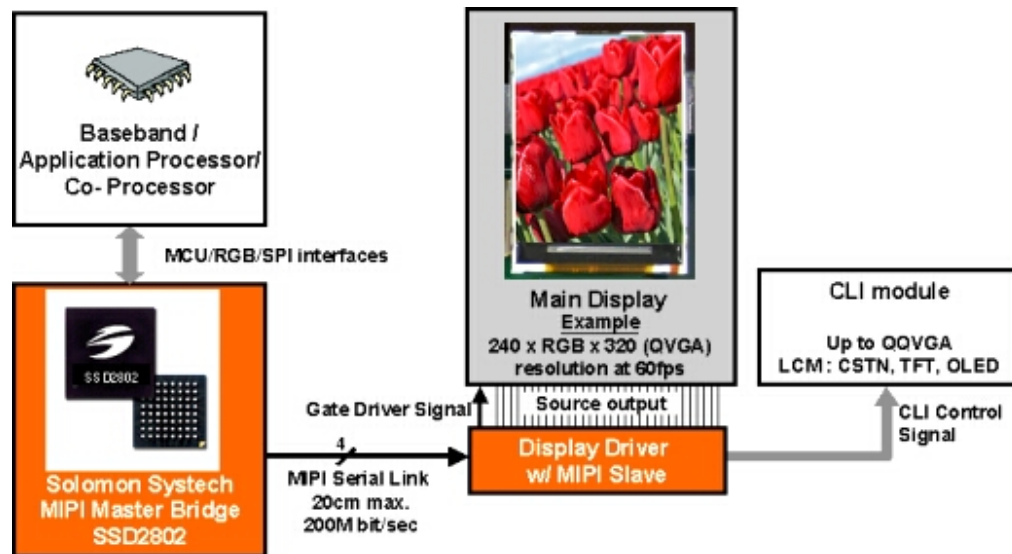 Baseband /
Application Processor/
Co- Processor
MCU/RGB/SPI interfaces
SSD2802
Solomon Systech
MIPI Master Bridge
SSD2802
4
MIPI Serial Link
20cm max.
200M bit/sec
Main Display
Example
240 x RGB x 320 (QVGA)
resolution at 60fps
Gate Driver Signal
Source output
Display Driver
w/ MIPI Slave
CLI module
Up to QQVGA
LCM : CSTN, TFT, OLED
CLI Control
Signal